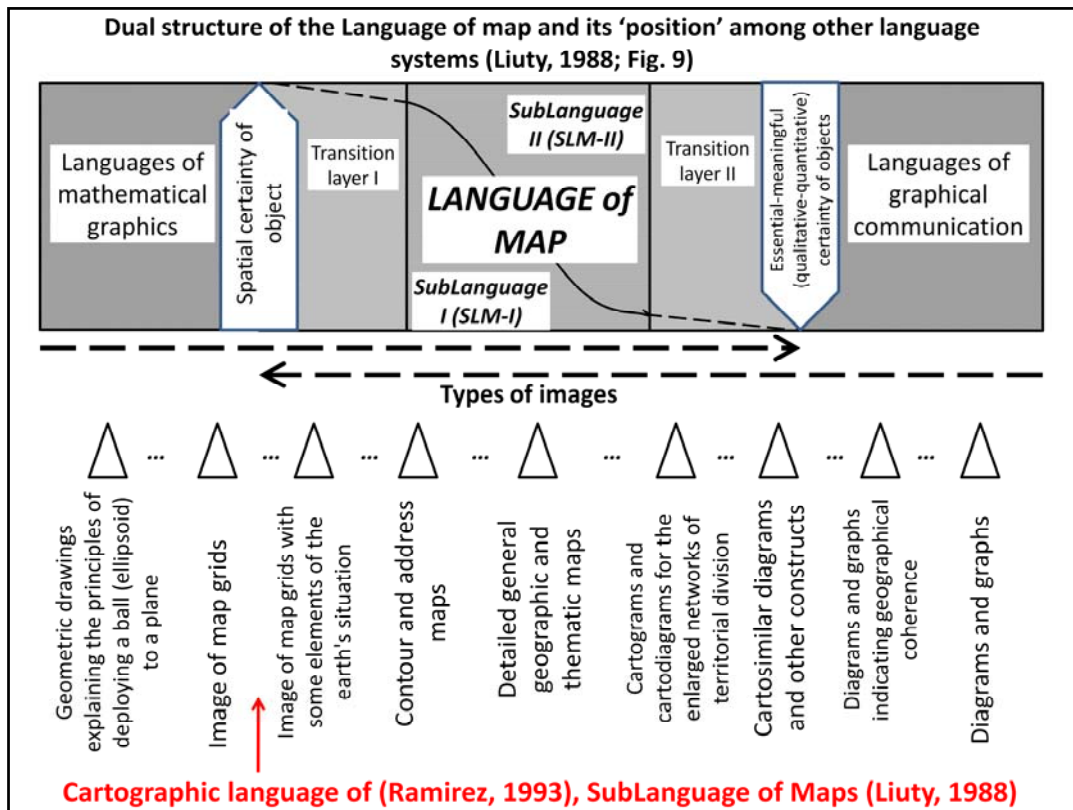 Dual structure of the Language of map and its ‘position’ among other language
systems (Liuty, 1988; Fig. 9)
Languages of
mathematical
graphics
Spatial certainty of
object
Transition
layer I
SubLanguage
II (SLM-II)
LANGUAGE of
MAP
SubLanguage
I (SLM-I)
Transition
layer II
Essential-meaningful
(qualitative-quantitative)
certainty of objects
Languages of
graphical
communication
Types of images
... ... ... ... ... ... ... ...
Geometric drawings
explaining the principles of
deploying a ball (ellipsoid)
to a plane
Image of map grids
Image of map grids with
some elements of the
earth's situation
Contour and address
maps
Detailed general
geographic and
thematic maps
Cartograms and
cartodiagrams for the
enlarged networks of
territorial division
Cartosimilar diagrams
and other constructs
Diagrams and graphs
indicating geographical
coherence
Diagrams and graphs
Cartographic language of (Ramirez, 1993), SubLanguage of Maps (Liuty, 1988)